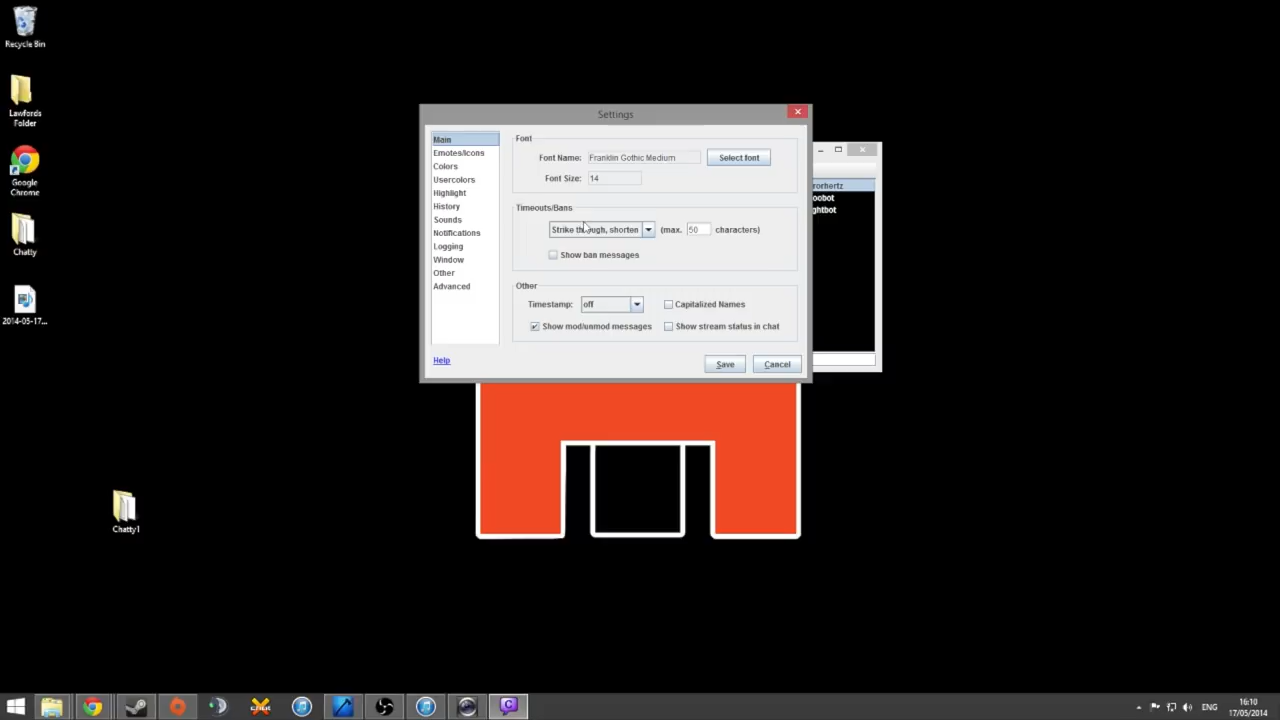 Recycle Bin
Lawfords
Folder
Google
Chrome
Chatty
2014-05-17...
Chatty1
Settings
Main
Emotes/Icons
Colors
Usercolors
Highlight
History
Sounds
Notifications
Logging
Window
Other
Advanced
Help
Font
Font Name: Franklin Gothic Medium Select font
Font Size: 14
Timeouts/Bans
Strike through, shorten (max. 50 characters)
Show ban messages
Other
Timestamp: off Capitalized Names
Show mod/unmod messages Show stream status in chat
Save Cancel
rorhertz
oobot
ghtbot
ENG
16:10
17/05/2014